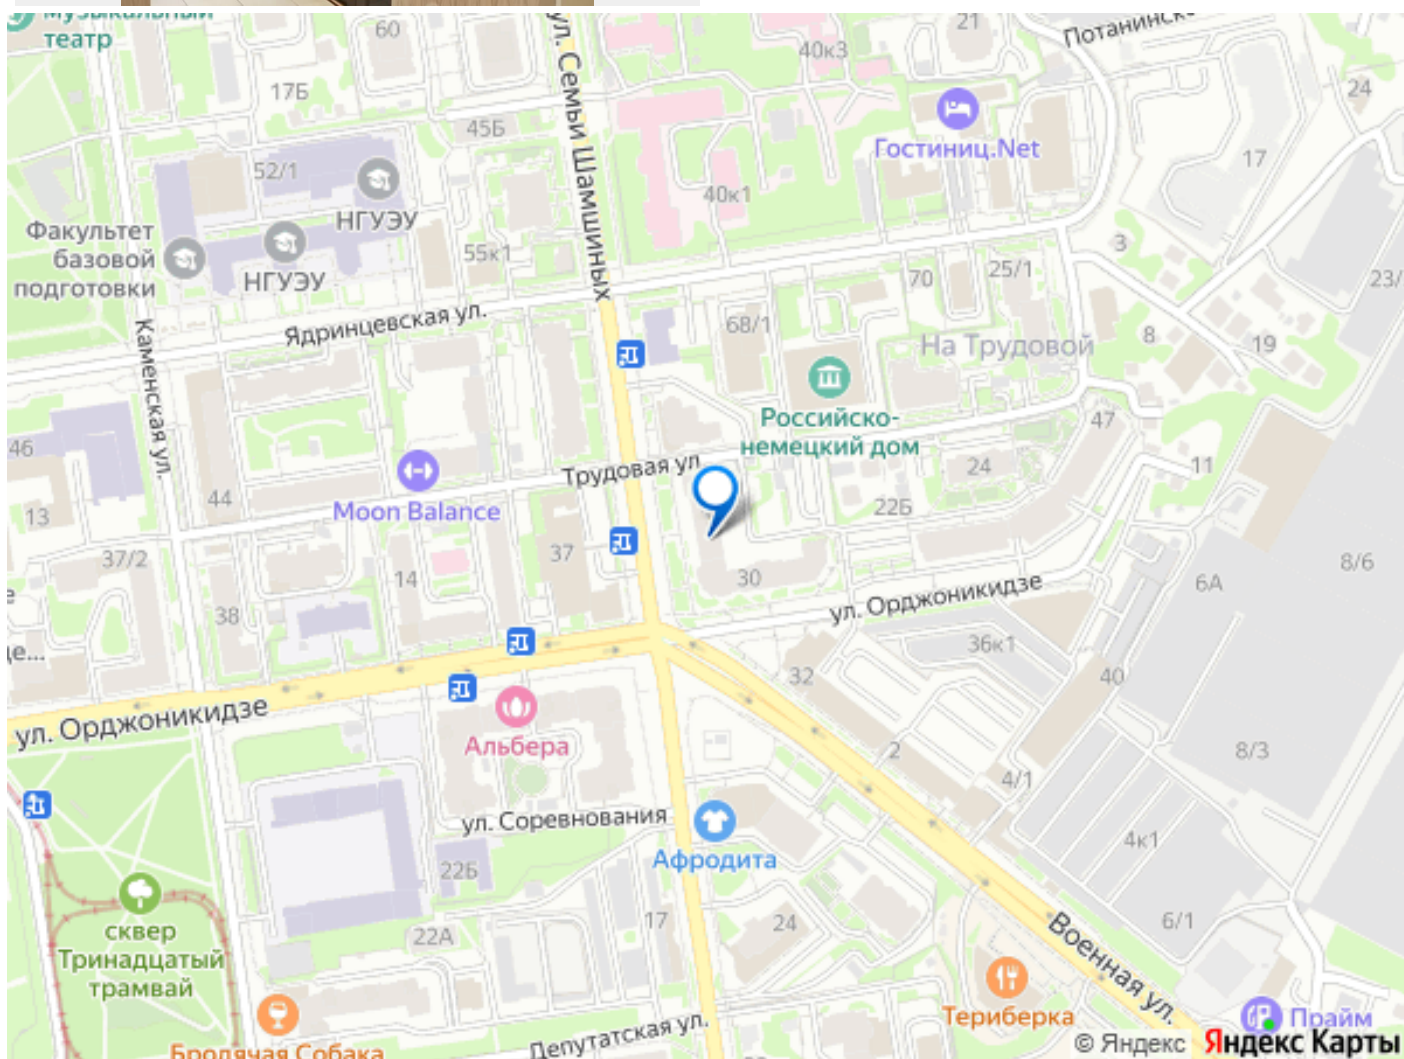 музыкальный
театр
60
ул. Семьи Шамшиных
40к3
21
Потанинск
24
17Б
45Б
Гостиниц.Net
17
52/1
НГУЭУ
40к1
Факультет
базовой
подготовки
НГУЭУ
55к1
3
70
25/1
23/
Ядринцевская ул.
68/1
8
19
На Трудовой
Каменская ул.
Российско-
немецкий дом
47
46
Трудовая ул
24
11
44
Moon Balance
22Б
13
37/2
14
37
30
8/6
6А
38
ул. Орджоникидзе
36к1
32
40
ул. Орджоникидзе
Альбера
2
8/3
4/1
ул. Соревнования
Афродита
4к1
22Б
сквер
Тринадцатый
трамвай
22А
17
24
6/1
Военная ул.
Териберка
Прайм
Бродячая Собака
Депутатская ул.
© Яндекс Яндекс Карты